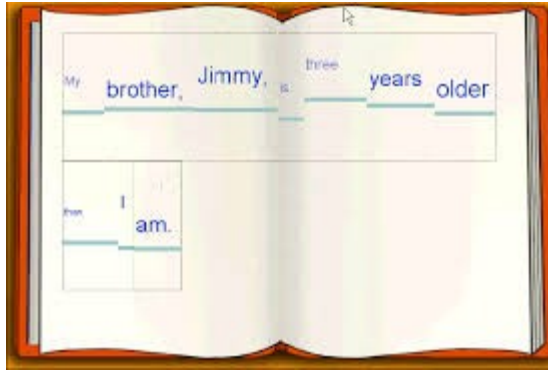 My brother, Jimmy, is three years older
than I am.